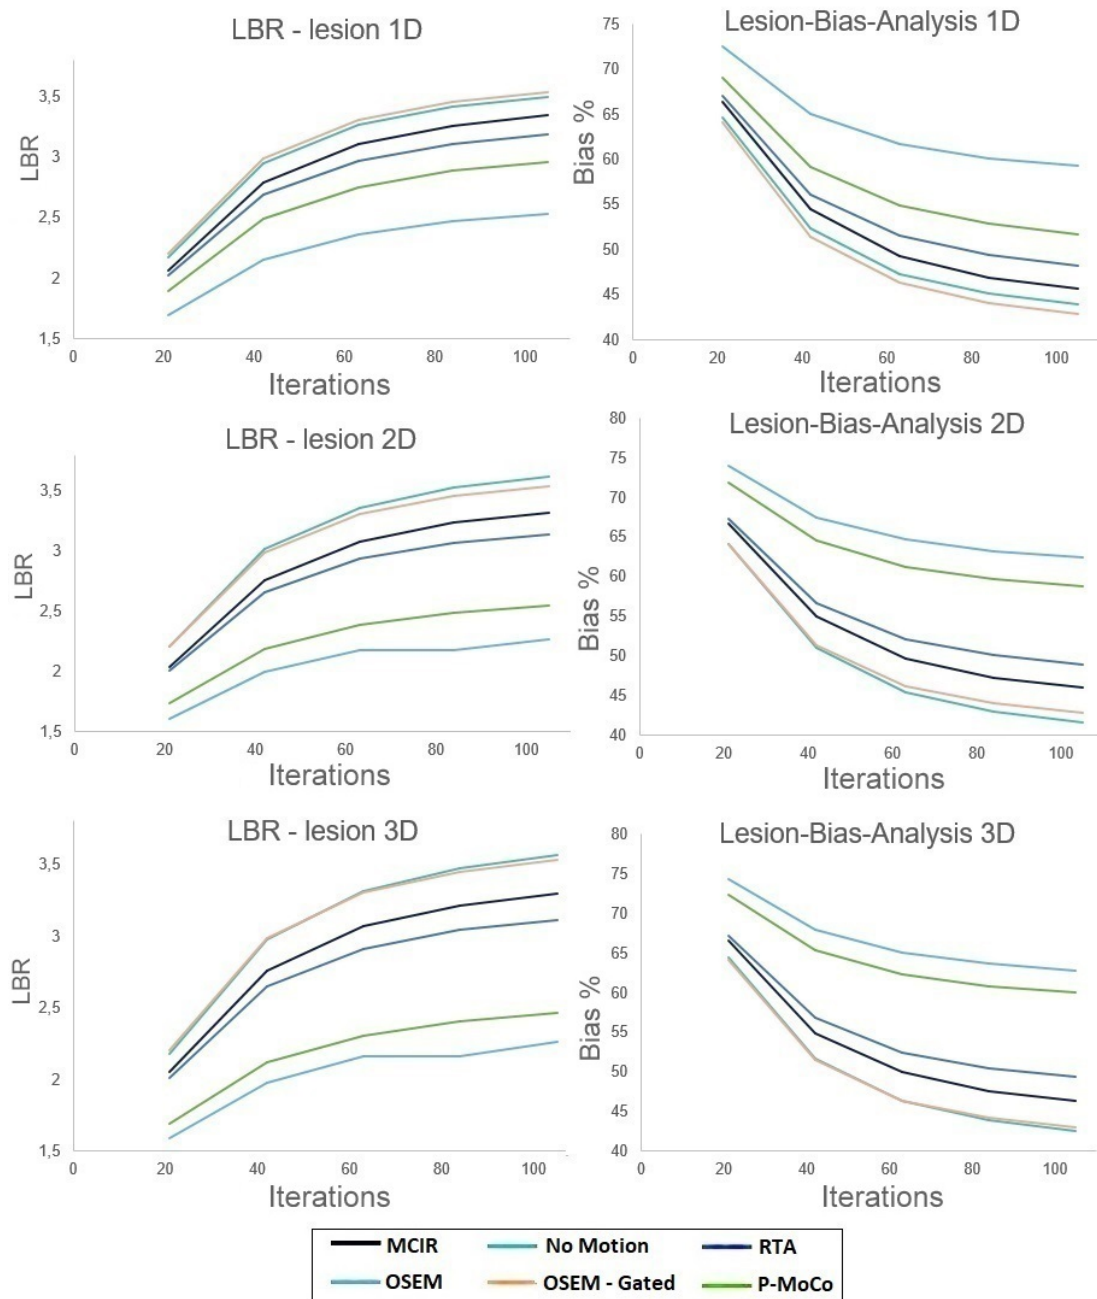 LBR - lesion 1D
LBR
3,5
3
2,5
2
1,5
0 20 40 60 80 100
Iterations
Lesion-Bias-Analysis 1D
Bias %
75
70
65
60
55
50
45
40
0 20 40 60 80 100
Iterations
LBR - lesion 2D
LBR
3,5
3
2,5
2
1,5
0 20 40 60 80 100
Iterations
Lesion-Bias-Analysis 2D
Bias %
80
75
70
65
60
55
50
45
40
0 20 40 60 80 100
Iterations
LBR - lesion 3D
LBR
3,5
3
2,5
2
1,5
0 20 40 60 80 100
Iterations
Lesion-Bias-Analysis 3D
Bias %
80
75
70
65
60
55
50
45
40
0 20 40 60 80 100
Iterations
MCIR No Motion RTA
OSEM OSEM - Gated P-MoCo